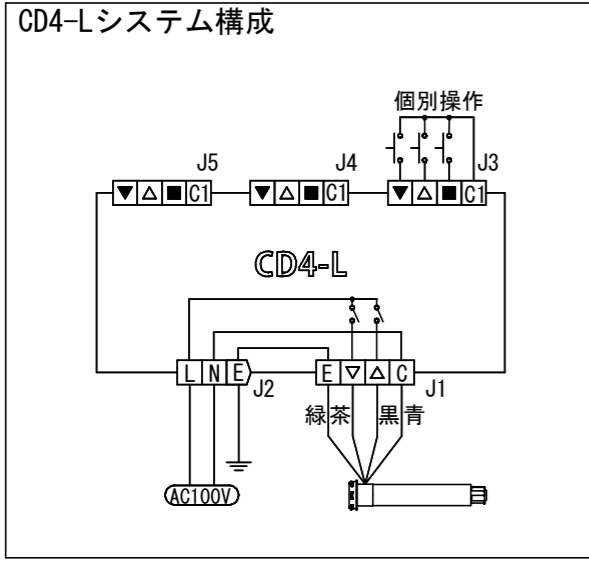 CD4-Lシステム構成
個別操作
J5
J4
J3
▼△■C1
▼△■C1
▼△■C1
CD4-L
L N E
J2
E ▽ △ C
J1
緑 茶 黒 青
AC100V